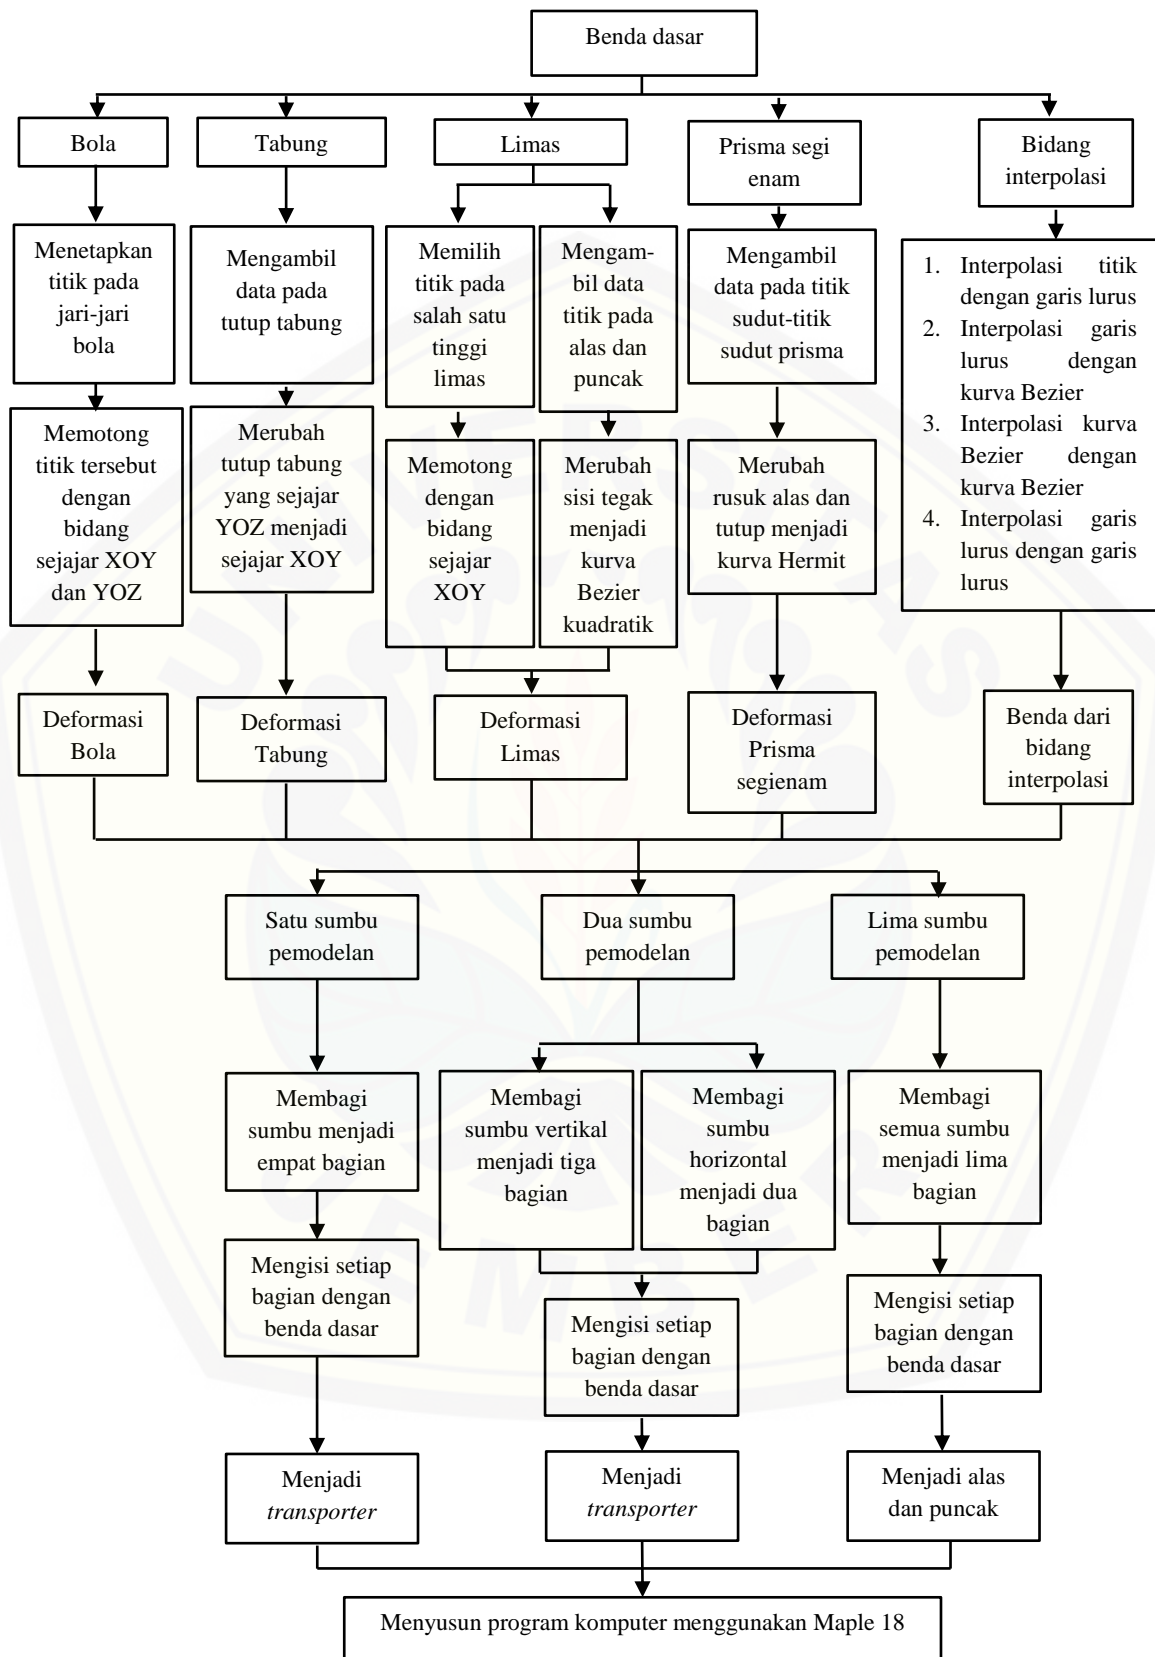 Benda dasar
Bola
Tabung
Limas
Prisma segi
enam
Bidang
interpolasi
Menetapkan
titik pada
jari-jari
bola
Mengambil
data pada
tutup tabung
Memilih
titik pada
salah satu
tinggi
limas
Mengam-
bil data
titik pada
alas dan
puncak
Mengambil
data pada titik
sudut-titik
sudut prisma
1. Interpolasi titik
dengan garis lurus
2. Interpolasi garis
lurus dengan
kurva Bezier
3. Interpolasi kurva
Bezier dengan
kurva Bezier
4. Interpolasi garis
lurus dengan garis
lurus
Memotong
titik tersebut
dengan
bidang
sejajar XOY
dan YOZ
Merubah
tutup tabung
yang sejajar
YOZ menjadi
sejajar XOY
Memotong
dengan
bidang
sejajar
XOY
Merubah
sisi tegak
menjadi
kurva
Bezier
kuadratik
Merubah
rusuk alas dan
tutup menjadi
kurva Hermit
Deformasi
Bola
Deformasi
Tabung
Deformasi
Limas
Deformasi
Prisma
segienam
Benda dari
bidang
interpolasi
Satu sumbu
pemodelan
Dua sumbu
pemodelan
Lima sumbu
pemodelan
Membagi
sumbu menjadi
empat bagian
Membagi
sumbu vertikal
menjadi tiga
bagian
Membagi
sumbu
horizontal
menjadi dua
bagian
Membagi
semua sumbu
menjadi lima
bagian
Mengisi setiap
bagian dengan
benda dasar
Mengisi setiap
bagian dengan
benda dasar
Mengisi setiap
bagian dengan
benda dasar
Menjadi
transporter
Menjadi
transporter
Menjadi alas
dan puncak
Menyusun program komputer menggunakan Maple 18
UNIVERSITAS
JEMBER